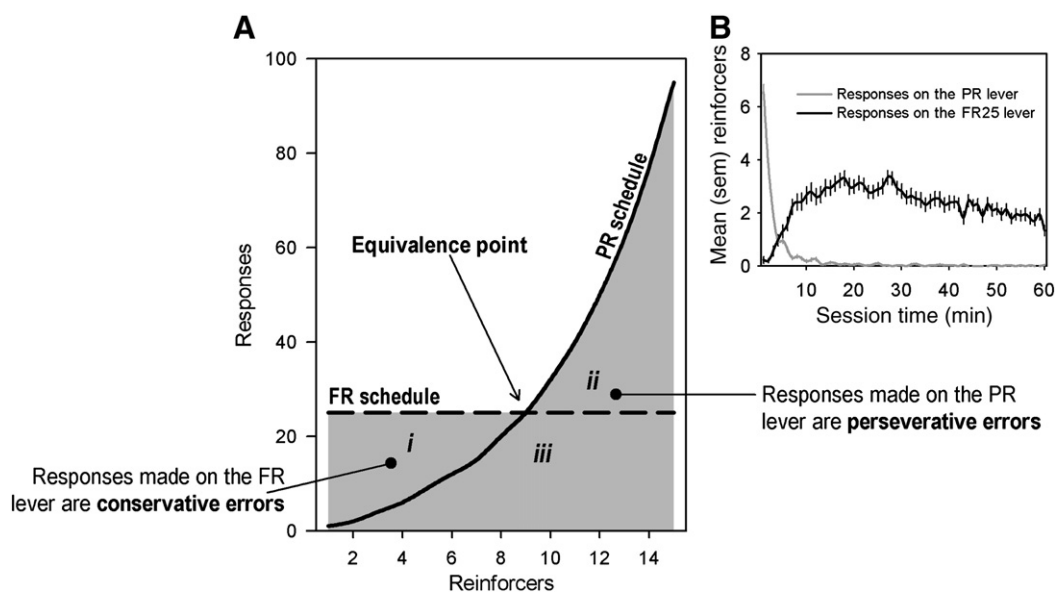 A
B
100
80
60
40
20
0
Responses
2
4
6
8
10
12
14
Reinforcers
PR schedule
Equivalence point
FR schedule
i
ii
iii
Responses made on the FR
lever are conservative errors
Responses made on the PR
lever are perseverative errors
8
6
4
2
0
Mean (sem) reinforcers
Responses on the PR lever
Responses on the FR25 lever
10
20
30
40
50
60
Session time (min)